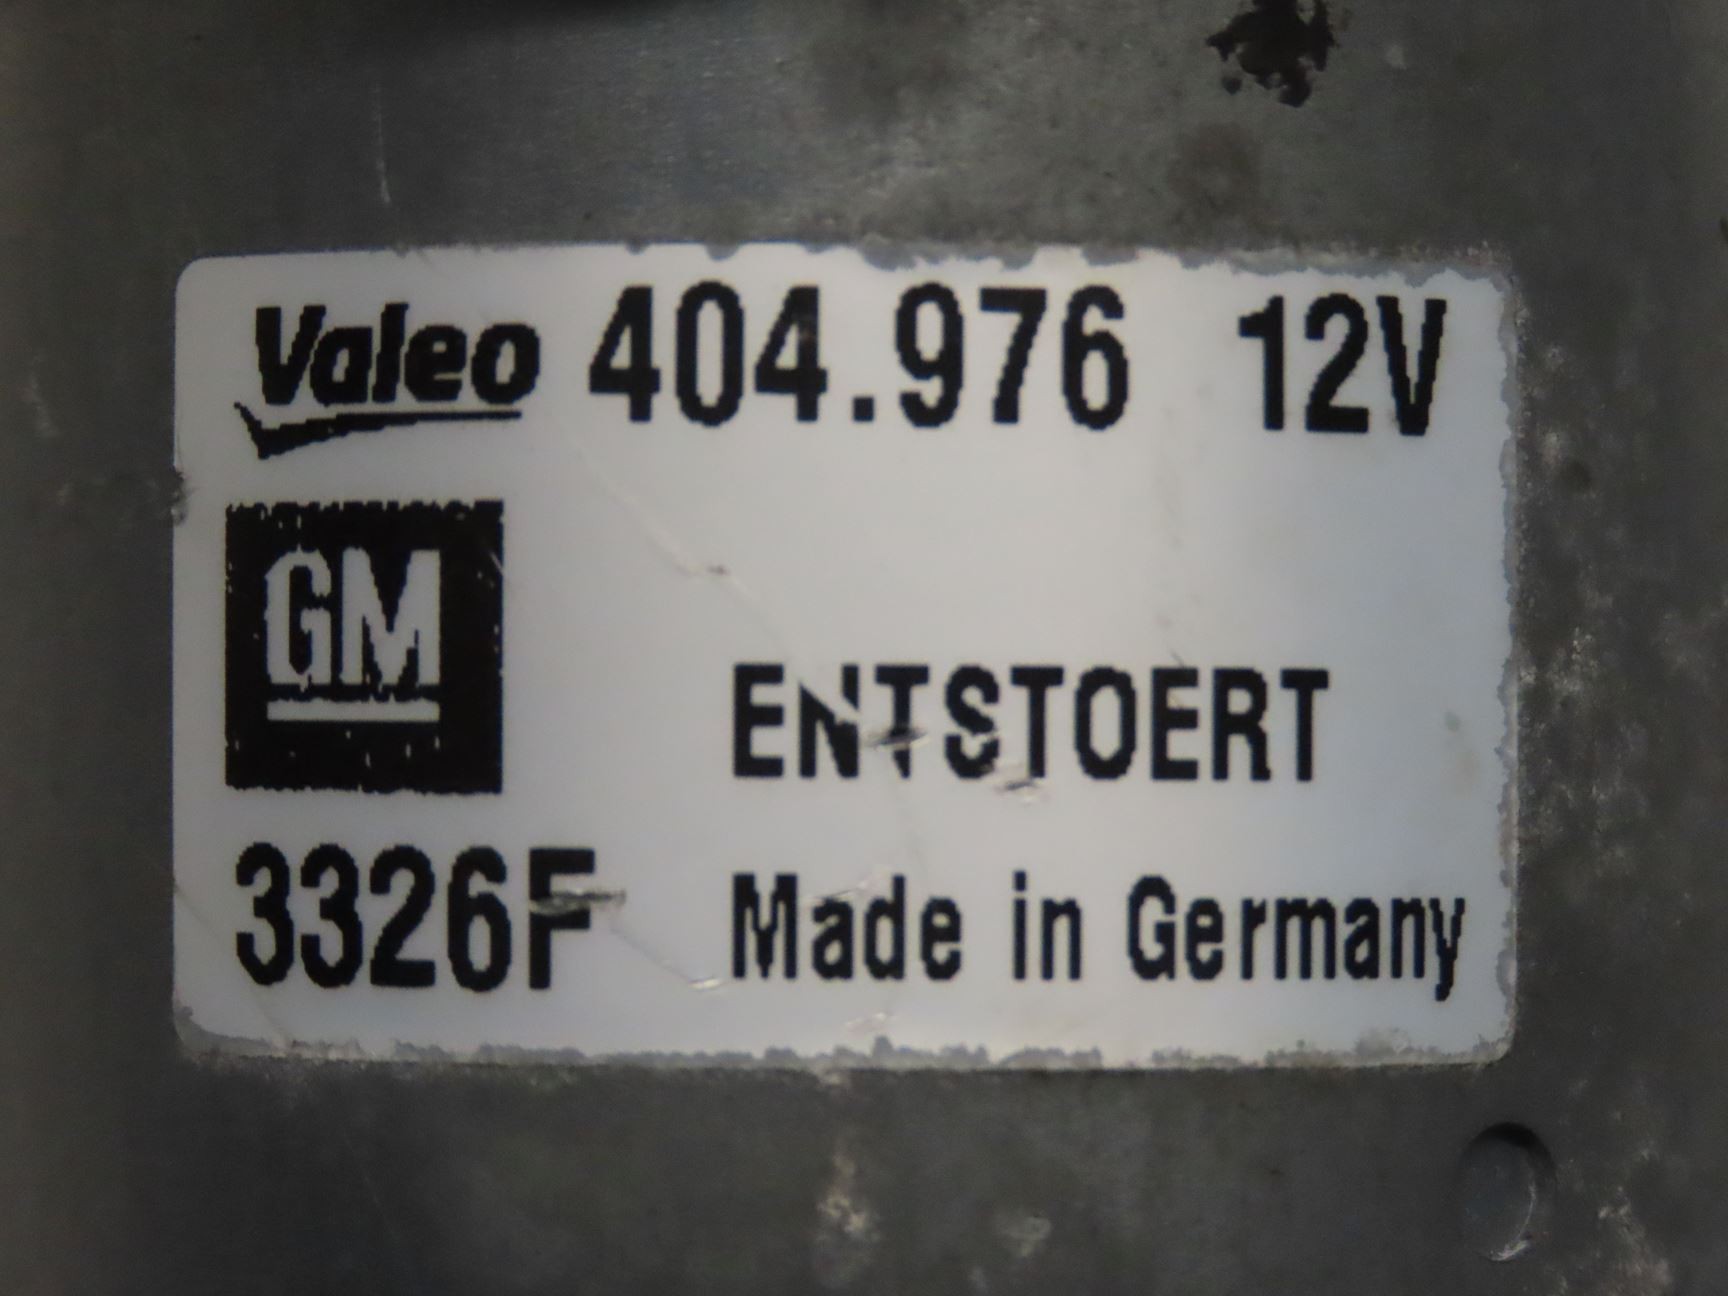 Valeo 404.976 12V
GM
ENTSTOERT
3326F Made in Germany